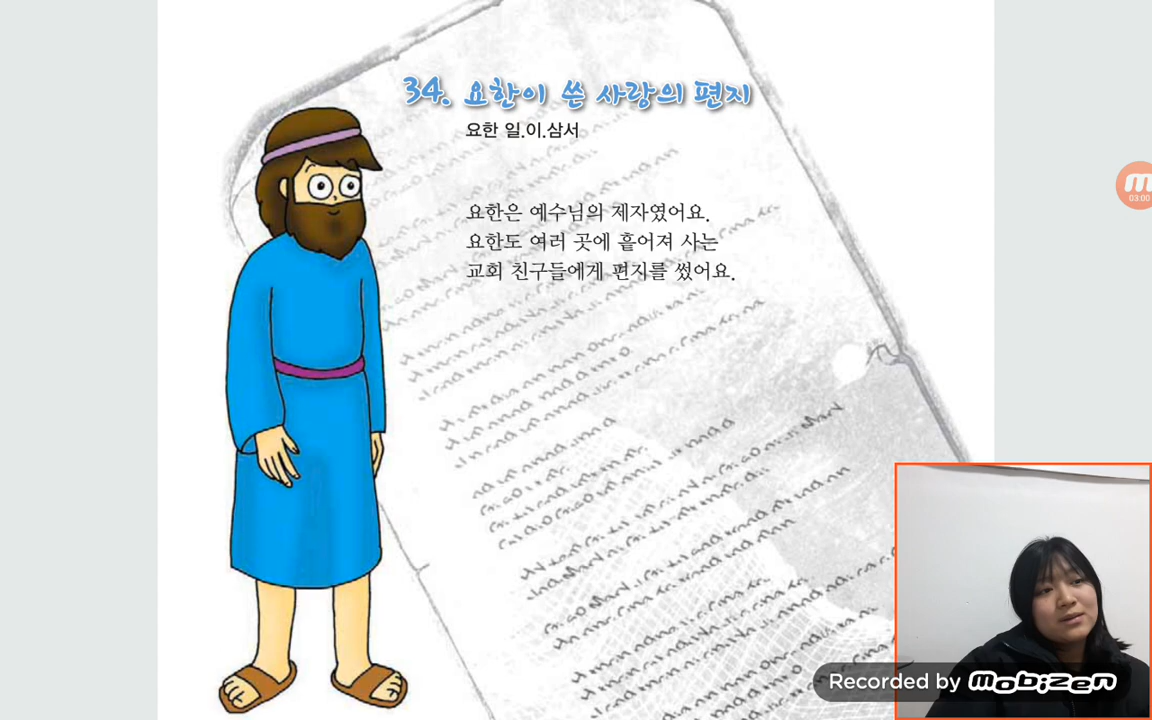 34. 요한이 쓴 사랑의 편지
요한 일.이.삼서
요한은 예수님의 제자였어요.
요한도 여러 곳에 흩어져 사는
교회 친구들에게 편지를 썼어요.
03:00
Recorded by mobizen